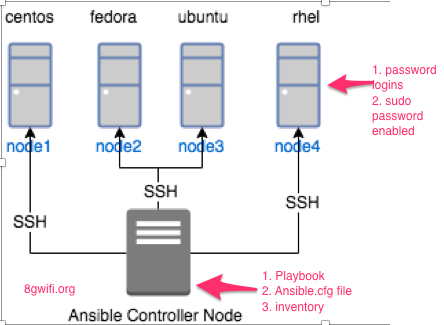 centos fedora ubuntu rhel
1. password
logins
2. sudo
password
enabled
node1 node2 node3 node4
SSH
SSH
SSH
8gwifi.org
1. Playbook
2. Ansible.cfg file
3. inventory
Ansible Controller Node